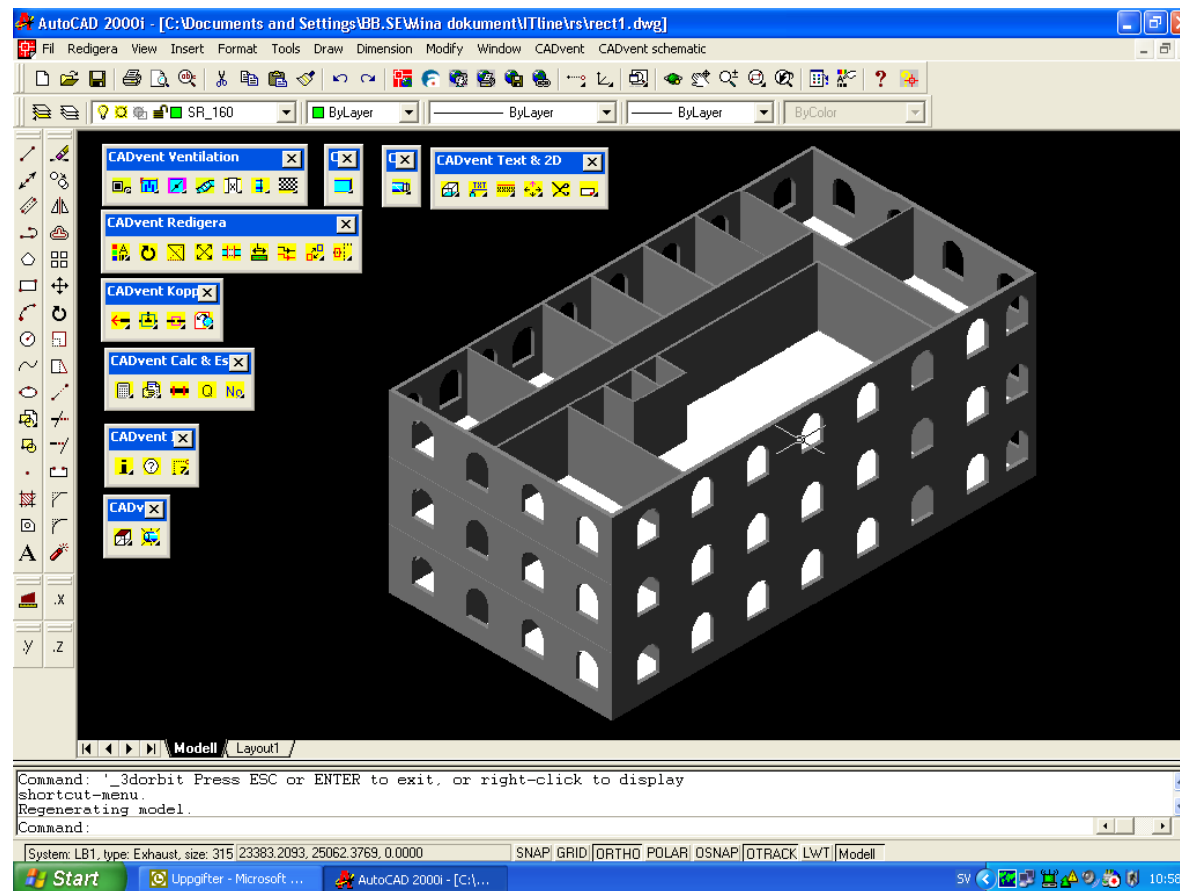 AutoCAD 2000i - [C:\Documents and Settings\BB.SE\Mina dokument\ITline\rs\rect1.dwg]
Fil Redigera View Insert Format Tools Draw Dimension Modify Window CADvent CADvent schematic
SR_160 ByLayer ByLayer ByLayer ByColor
CADvent Ventilation
CADvent Text & 2D
CADvent Redigera
CADvent Kopp
CADvent Calc & Es
Q No.
CADvent I
CADv
A
.X
.Y .Z
Modell Layout1
Command: '_3dorbit Press ESC or ENTER to exit, or right-click to display
shortcut-menu.
Regenerating model.
Command:
System: LB1, type: Exhaust, size: 315 23383.2093, 25062.3769, 0.0000 SNAP GRID ORTHO POLAR OSNAP OTRACK LWT Modell
Start Uppgifter - Microsoft ... AutoCAD 2000i - [C:\... SV 10:58